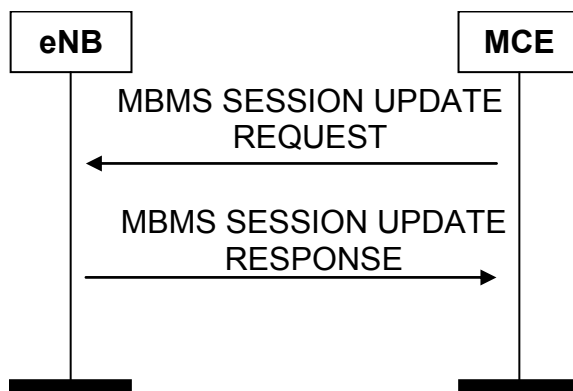 eNB
MCE
MBMS SESSION UPDATE
REQUEST
MBMS SESSION UPDATE
RESPONSE